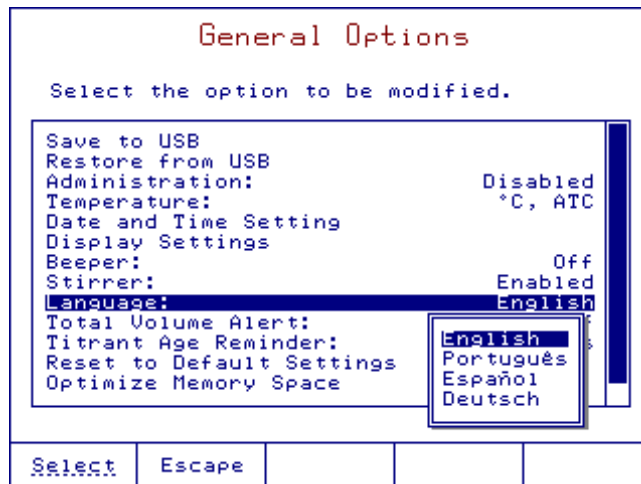 General Options
Select the option to be modified.
Save to USB
Restore from USB
Administration: Disabled
Temperature: °C, ATC
Date and Time Setting
Display Settings
Beeper: Off
Stirrer: Enabled
Language: English
Total Volume Alert:
Titrant Age Reminder:
Reset to Default Settings
Optimize Memory Space
English
Português
Español
Deutsch
Select Escape